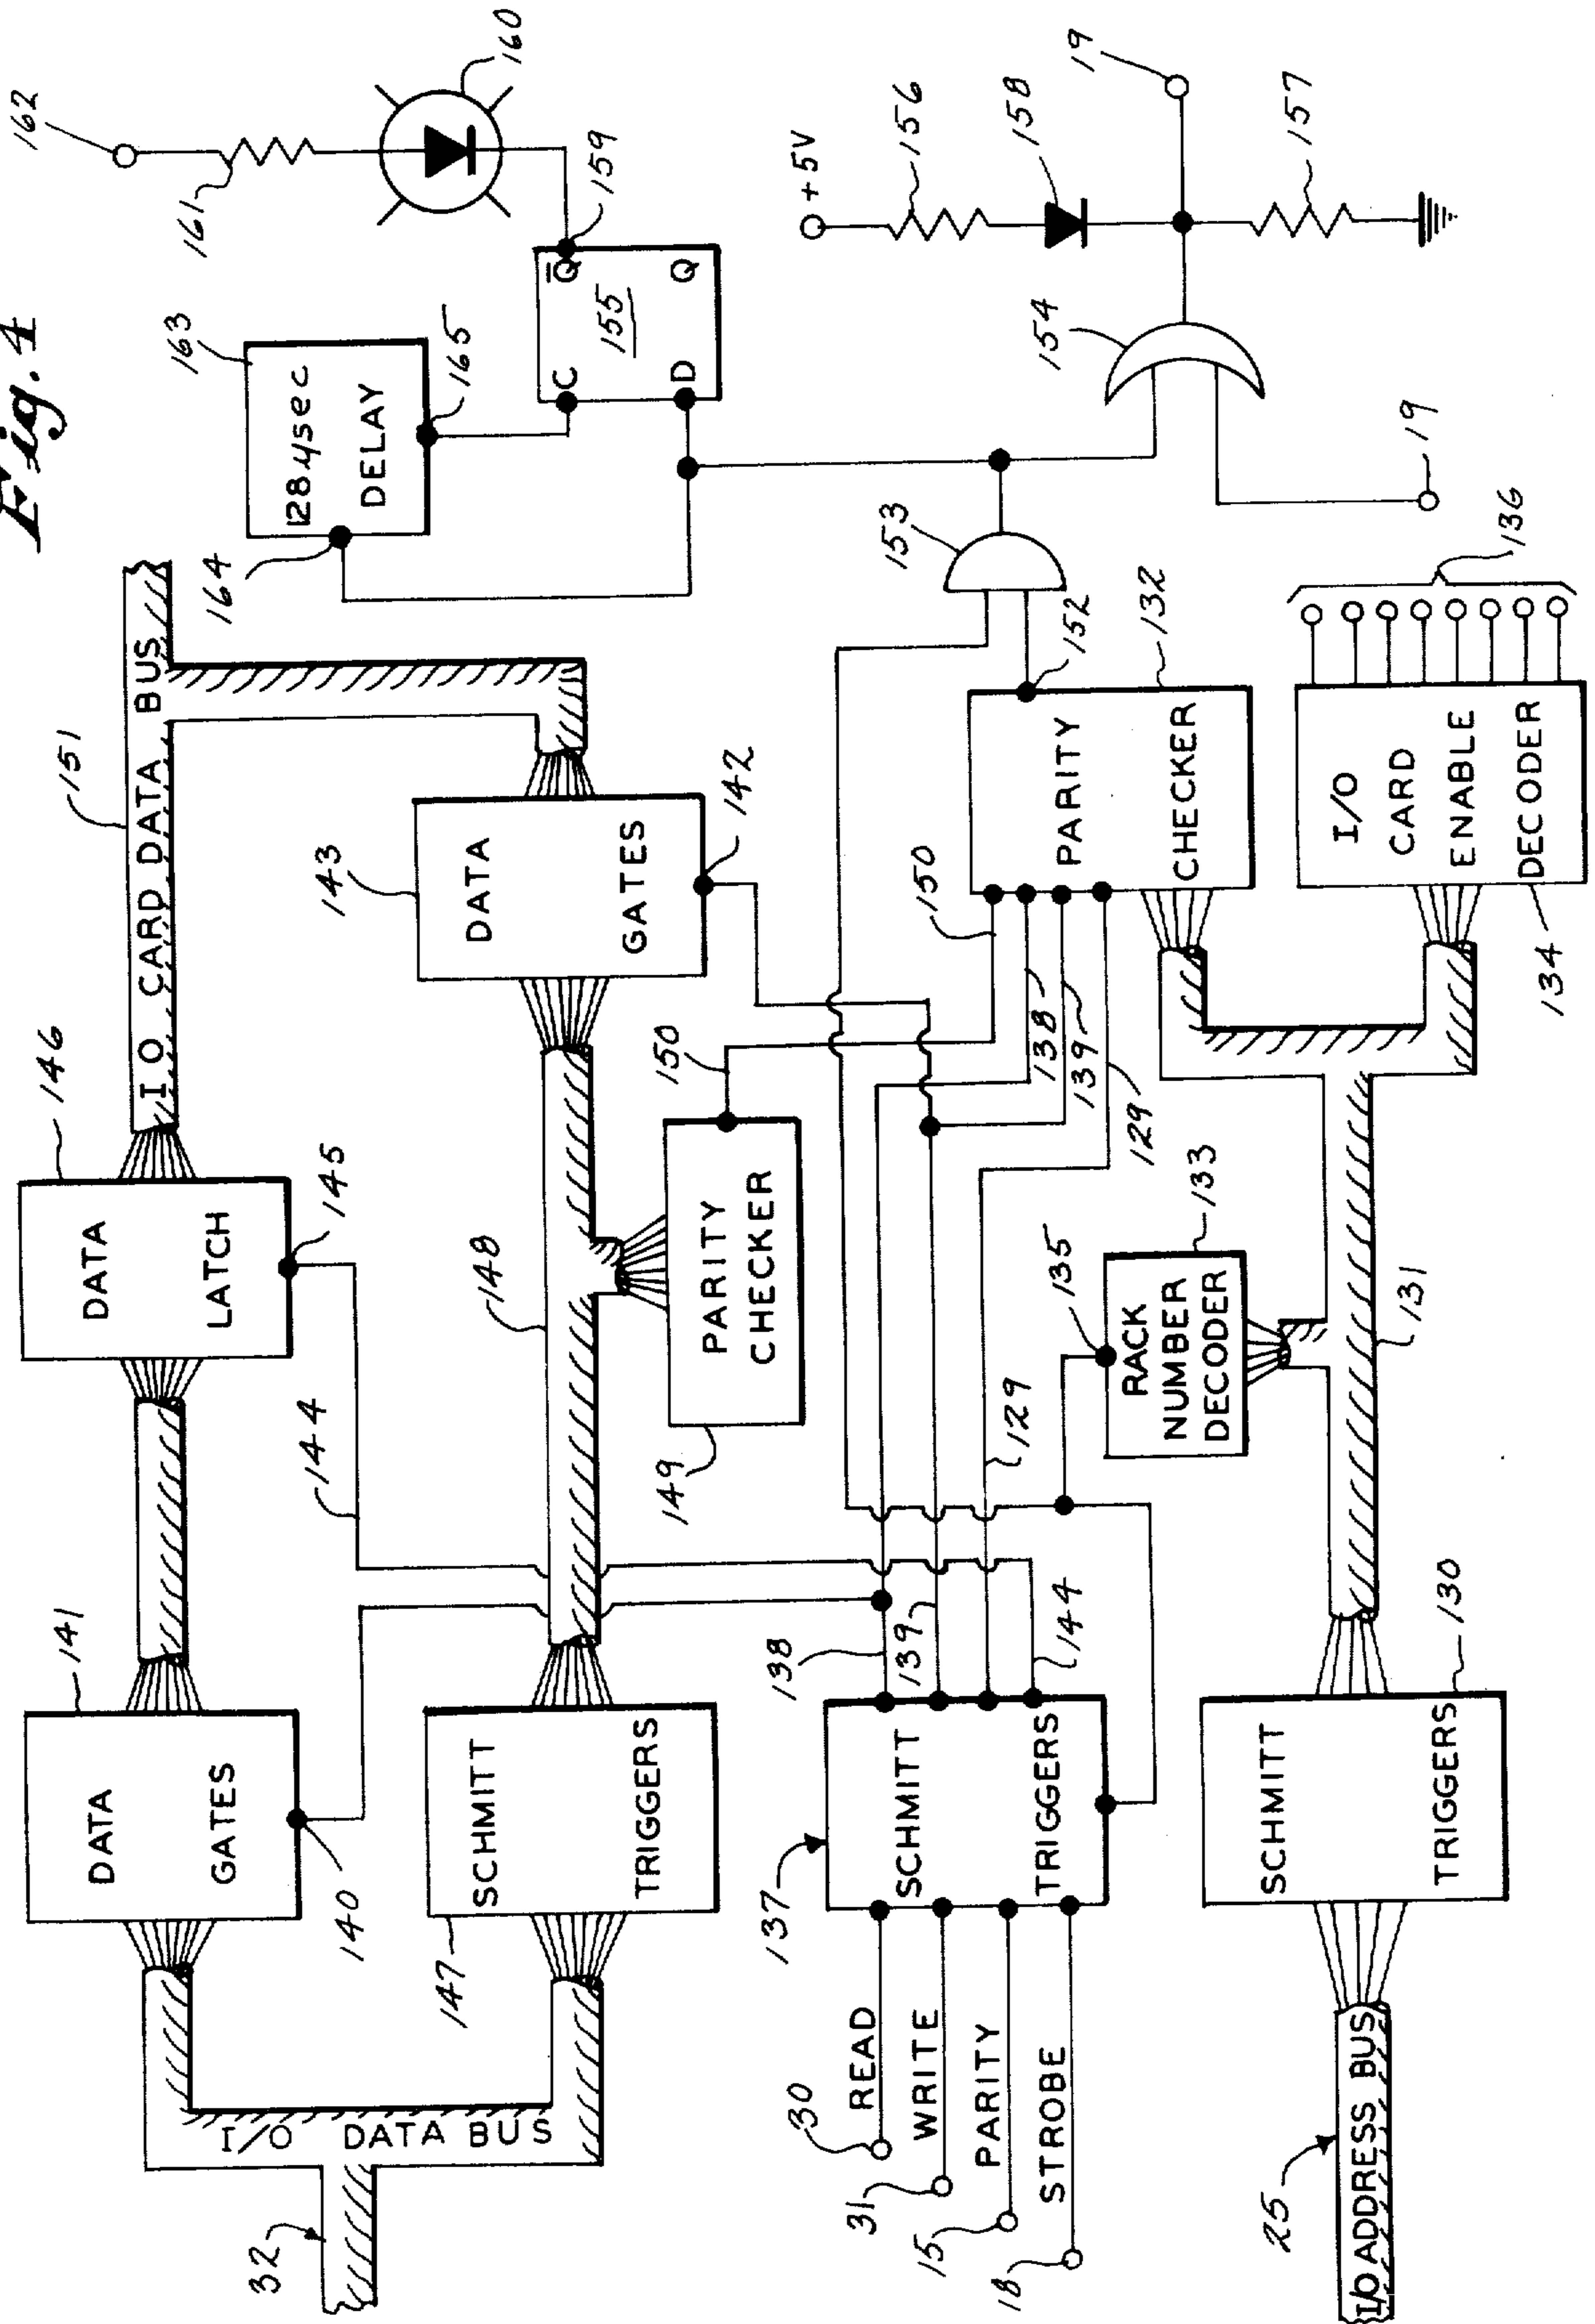 Fig. 4
32
I/O DATA BUS
141
DATA
GATES
140
146
DATA
LATCH
145
144
151
I O CARD DATA BUS
147
SCHMITT
TRIGGERS
148
149
PARITY
CHECKER
150
143
DATA
GATES
142
162
161
160
163
128 μsec
DELAY
164
165
C
Q̅
159
155
D
Q
137
30
READ
31
WRITE
15
PARITY
18
STROBE
SCHMITT
TRIGGERS
138
139
129
144
150
138
139
129
PARITY
CHECKER
132
152
153
154
19
+5V
156
158
19
157
25
I/O ADDRESS BUS
SCHMITT
TRIGGERS
130
131
135
RACK
NUMBER
DECODER
133
I/O
CARD
ENABLE
DECODER
134
136